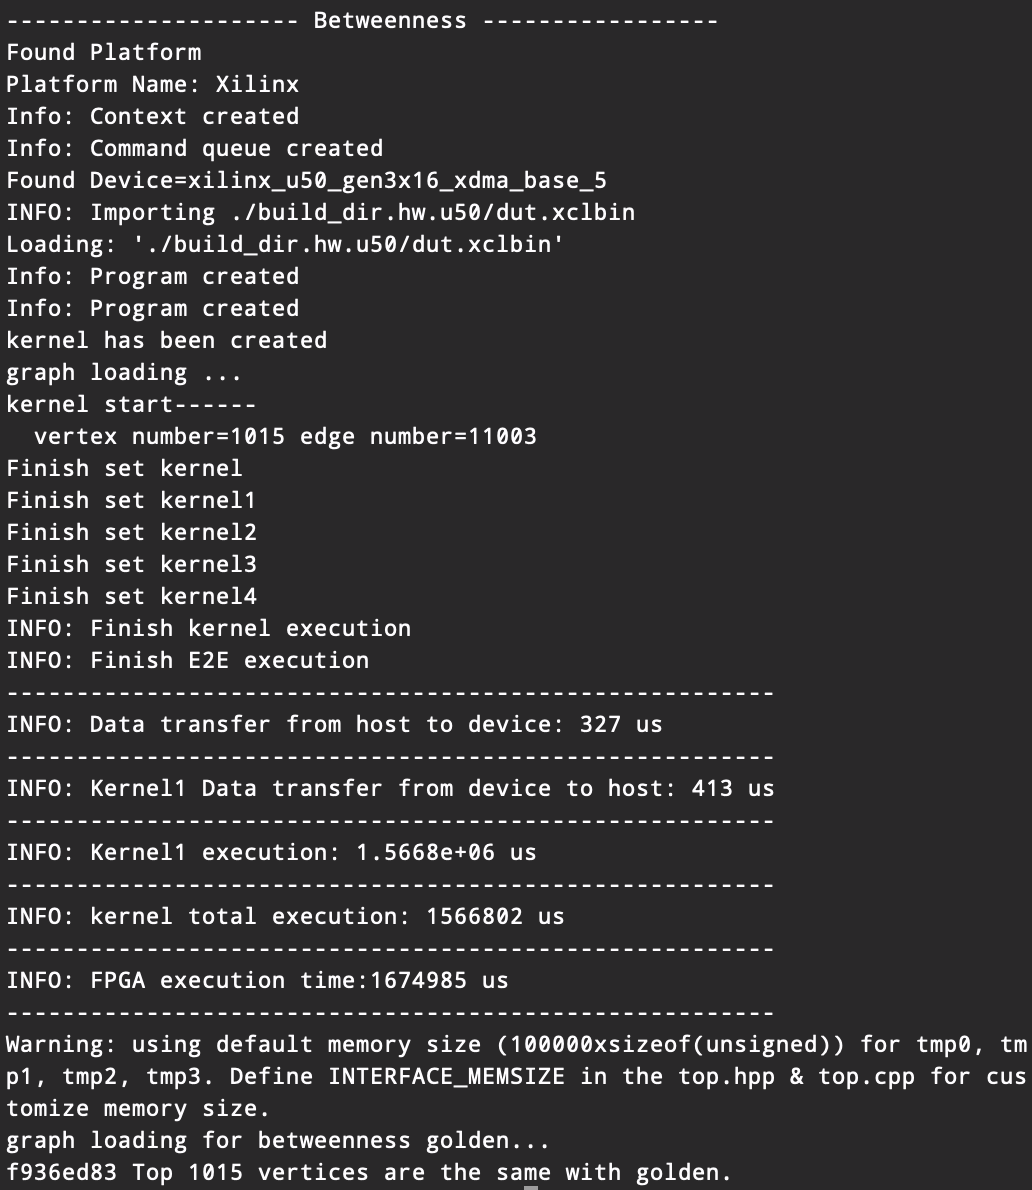 --------------------- Betweenness -----------------
Found Platform
Platform Name: Xilinx
Info: Context created
Info: Command queue created
Found Device=xilinx_u50_gen3x16_xdma_base_5
INFO: Importing ./build_dir.hw.u50/dut.xclbin
Loading: './build_dir.hw.u50/dut.xclbin'
Info: Program created
Info: Program created
kernel has been created
graph loading ...
kernel start------
  vertex number=1015 edge number=11003
Finish set kernel
Finish set kernel1
Finish set kernel2
Finish set kernel3
Finish set kernel4
INFO: Finish kernel execution
INFO: Finish E2E execution
-------------------------------------------------------
INFO: Data transfer from host to device: 327 us
-------------------------------------------------------
INFO: Kernel1 Data transfer from device to host: 413 us
-------------------------------------------------------
INFO: Kernel1 execution: 1.5668e+06 us
-------------------------------------------------------
INFO: kernel total execution: 1566802 us
-------------------------------------------------------
INFO: FPGA execution time:1674985 us
-------------------------------------------------------
Warning: using default memory size (100000xsizeof(unsigned)) for tmp0, tm
p1, tmp2, tmp3. Define INTERFACE_MEMSIZE in the top.hpp & top.cpp for cus
tomize memory size.
graph loading for betweenness golden...
f936ed83 Top 1015 vertices are the same with golden.